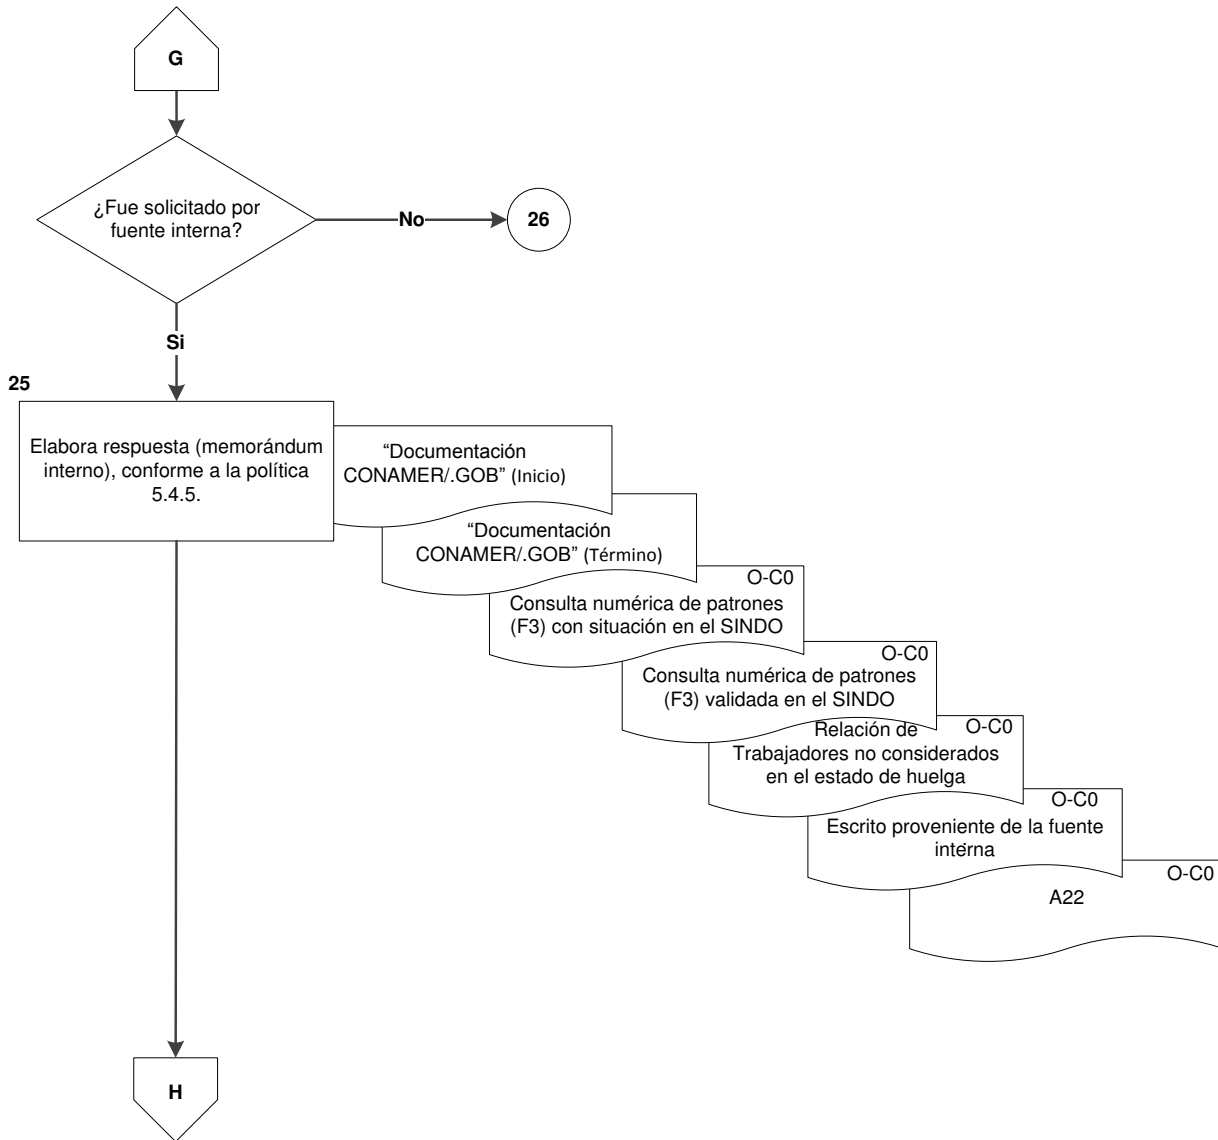 G
¿Fue solicitado por
fuente interna?
No
26
Si
25
Elabora respuesta (memorándum
interno), conforme a la política
5.4.5.
“Documentación
CONAMER/.GOB” (Inicio)
“Documentación
CONAMER/.GOB” (Término)
O-C0
Consulta numérica de patrones
(F3) con situación en el SINDO
O-C0
Consulta numérica de patrones
(F3) validada en el SINDO
O-C0
Relación de
Trabajadores no considerados
en el estado de huelga
O-C0
Escrito proveniente de la fuente
interna
O-C0
A22
H